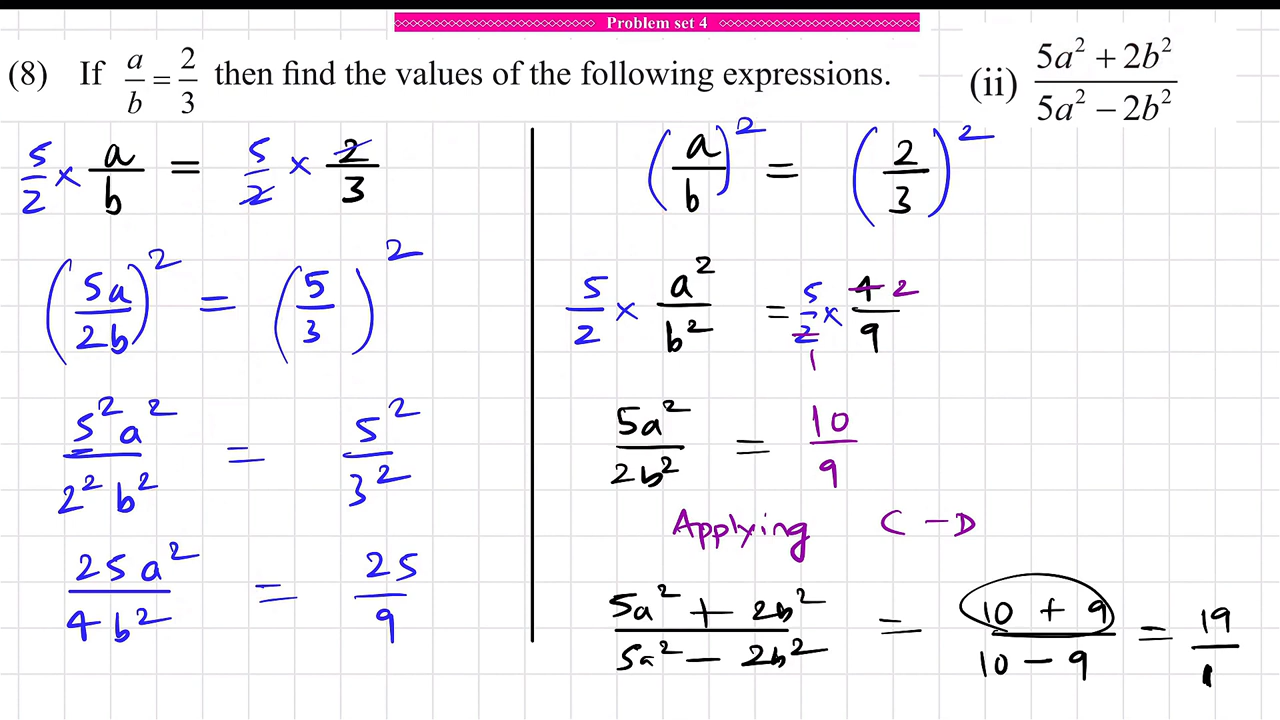 Problem set 4
(8) If a/b = 2/3 then find the values of the following expressions. (ii) (5a² + 2b²)/(5a² − 2b²)
5/2 × a/b = 5/2 × 2/3
(5a/2b)² = (5/3)²
5²a²/2²b² = 5²/3²
25a²/4b² = 25/9
(a/b)² = (2/3)²
5/2 × a²/b² = 5/2 × 4/9 2 1
5a²/2b² = 10/9
Applying C – D
(5a² + 2b²)/(5a² − 2b²) = (10 + 9)/(10 − 9) = 19/1